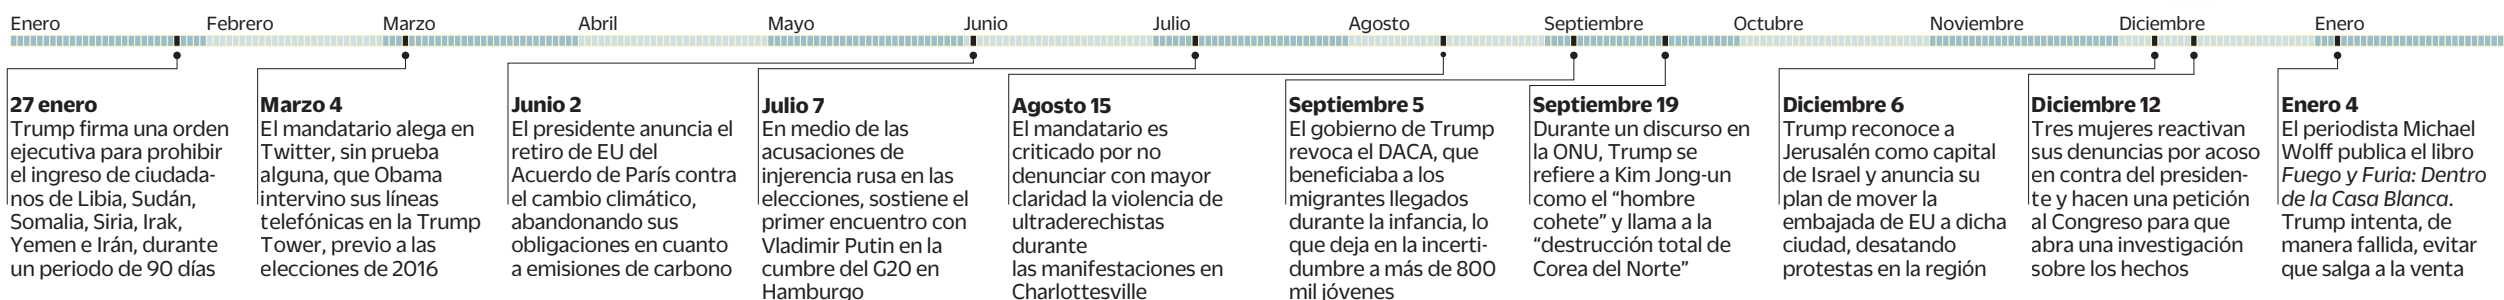 Enero Febrero Marzo Abril Mayo Junio Julio Agosto Septiembre Octubre Noviembre Diciembre Enero
27 enero
Trump firma una orden
ejecutiva para prohibir
el ingreso de ciudada-
nos de Libia, Sudán,
Somalia, Siria, Irak,
Yemen e Irán, durante
un periodo de 90 días
Marzo 4
El mandatario alega en
Twitter, sin prueba
alguna, que Obama
intervino sus líneas
telefónicas en la Trump
Tower, previo a las
elecciones de 2016
Junio 2
El presidente anuncia el
retiro de EU del
Acuerdo de París contra
el cambio climático,
abandonando sus
obligaciones en cuanto
a emisiones de carbono
Julio 7
En medio de las
acusaciones de
injerencia rusa en las
elecciones, sostiene el
primer encuentro con
Vladimir Putin en la
cumbre del G20 en
Hamburgo
Agosto 15
El mandatario es
criticado por no
denunciar con mayor
claridad la violencia de
ultraderechistas
durante
las manifestaciones en
Charlottesville
Septiembre 5
El gobierno de Trump
revoca el DACA, que
beneficiaba a los
migrantes llegados
durante la infancia, lo
que deja en la incerti-
dumbre a más de 800
mil jóvenes
Septiembre 19
Durante un discurso en
la ONU, Trump se
refiere a Kim Jong-un
como el “hombre
cohete” y llama a la
“destrucción total de
Corea del Norte”
Diciembre 6
Trump reconoce a
Jerusalén como capital
de Israel y anuncia su
plan de mover la
embajada de EU a dicha
ciudad, desatando
protestas en la región
Diciembre 12
Tres mujeres reactivan
sus denuncias por acoso
en contra del presiden-
te y hacen una petición
al Congreso para que
abra una investigación
sobre los hechos
Enero 4
El periodista Michael
Wolff publica el libro
Fuego y Furia: Dentro
de la Casa Blanca.
Trump intenta, de
manera fallida, evitar
que salga a la venta